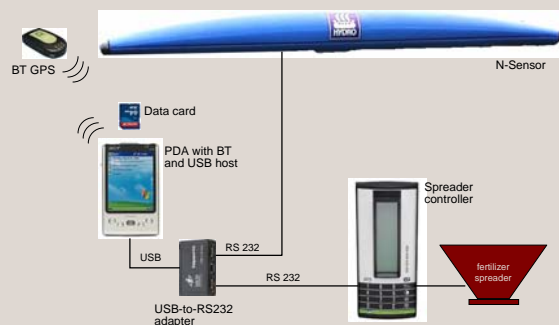 HYDRO
BT GPS
N-Sensor
Data card
PDA with BT
and USB host
Spreader
controller
USB
RS 232
RS 232
fertilizer
spreader
USB-to-RS232
adapter